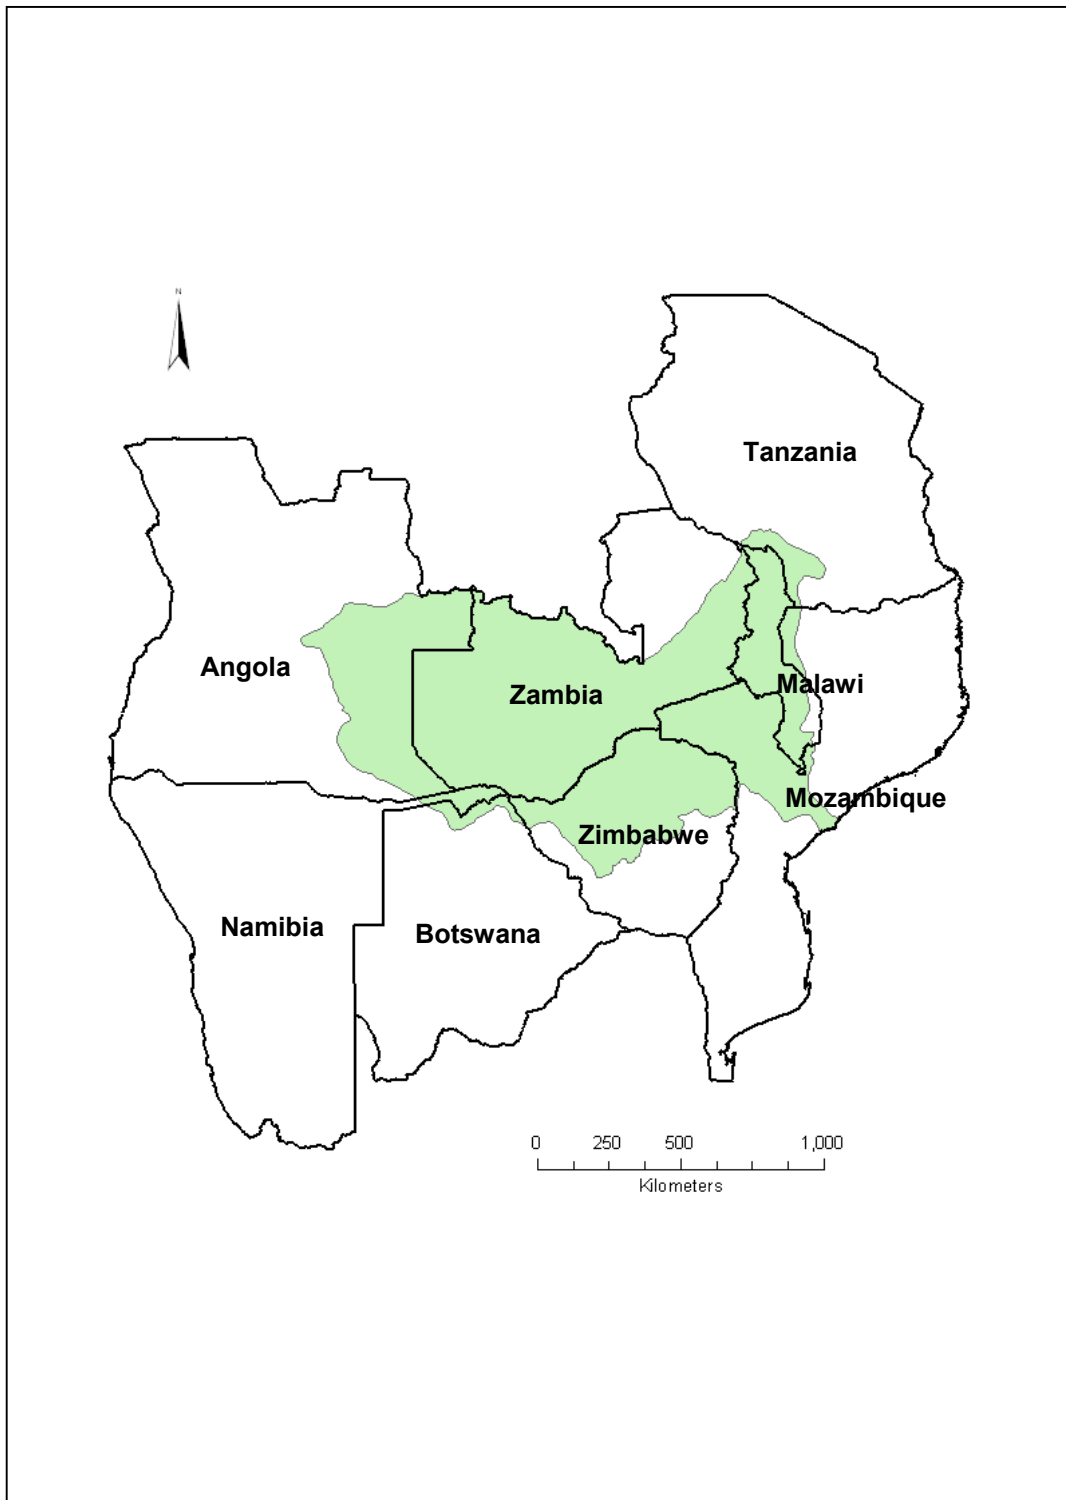 N
Tanzania
Angola
Zambia
Malawi
Mozambique
Zimbabwe
Namibia
Botswana
0 250 500 1,000
Kilometers